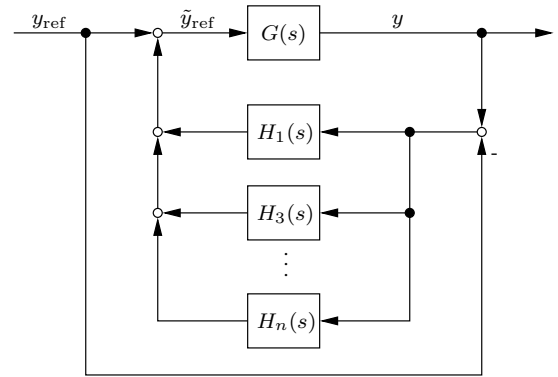 y_ref ỹ_ref G(s) y
H_1(s)
-
H_3(s)
⋮
H_n(s)